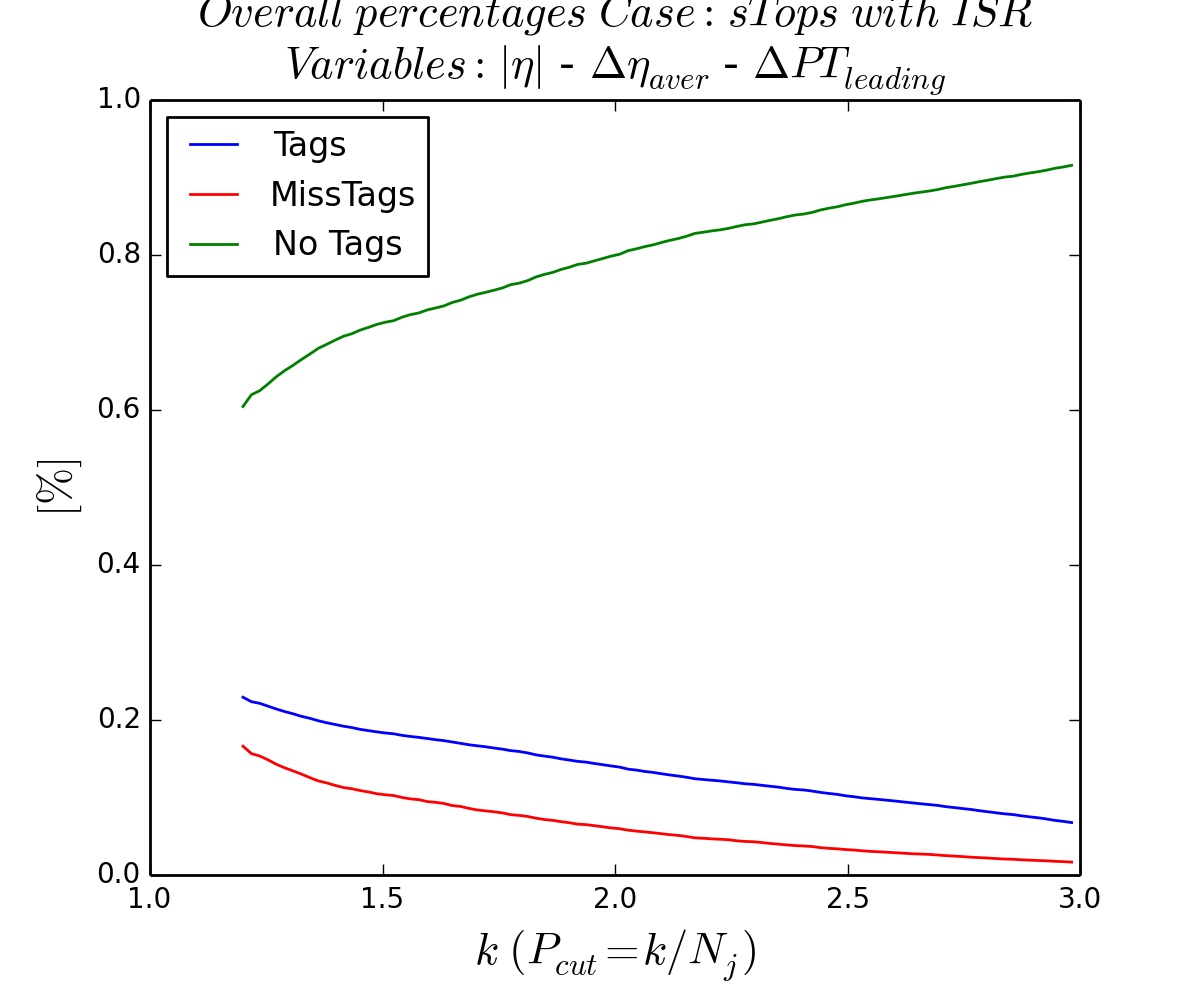 Overall percentages Case: sTops with ISR
Variables: |η| - Δη_aver - ΔPT_leading
1.0
Tags
MissTags
No Tags
0.8
0.6
[%]
0.4
0.2
0.0
1.0 1.5 2.0 2.5 3.0
k (P_cut = k/N_j)